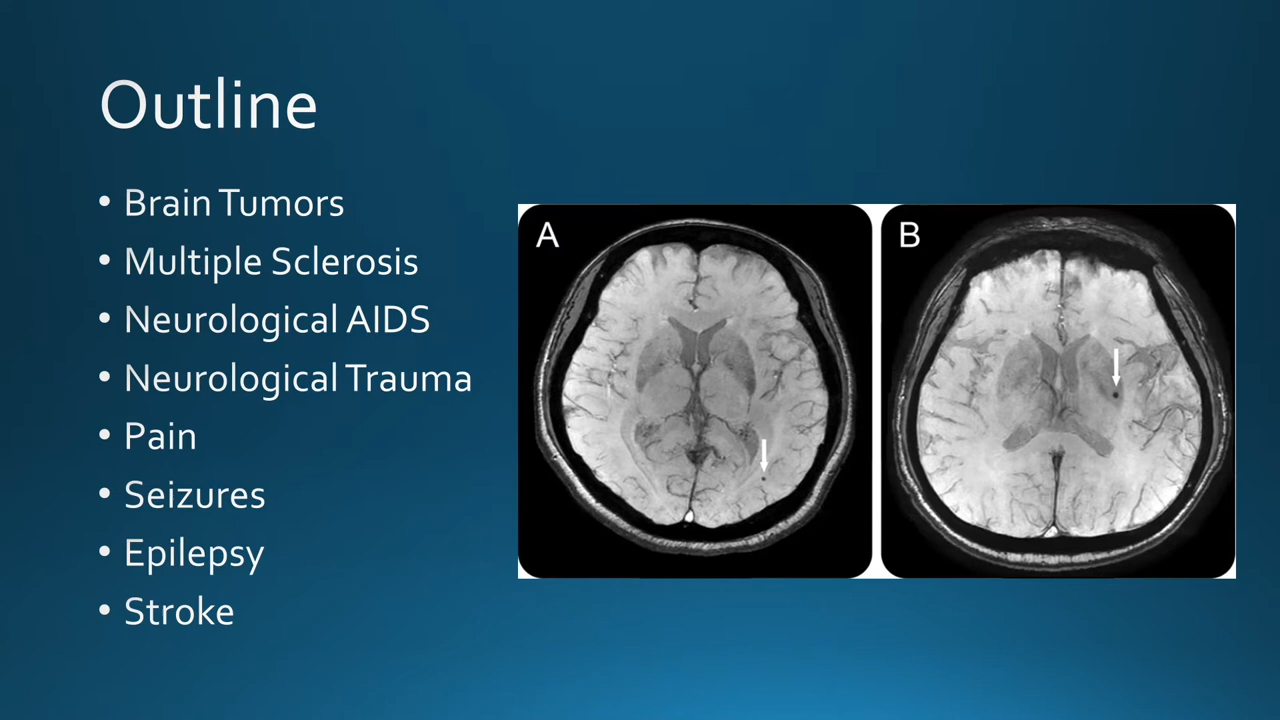 Outline
• Brain Tumors
• Multiple Sclerosis
• Neurological AIDS
• Neurological Trauma
• Pain
• Seizures
• Epilepsy
• Stroke
A
B